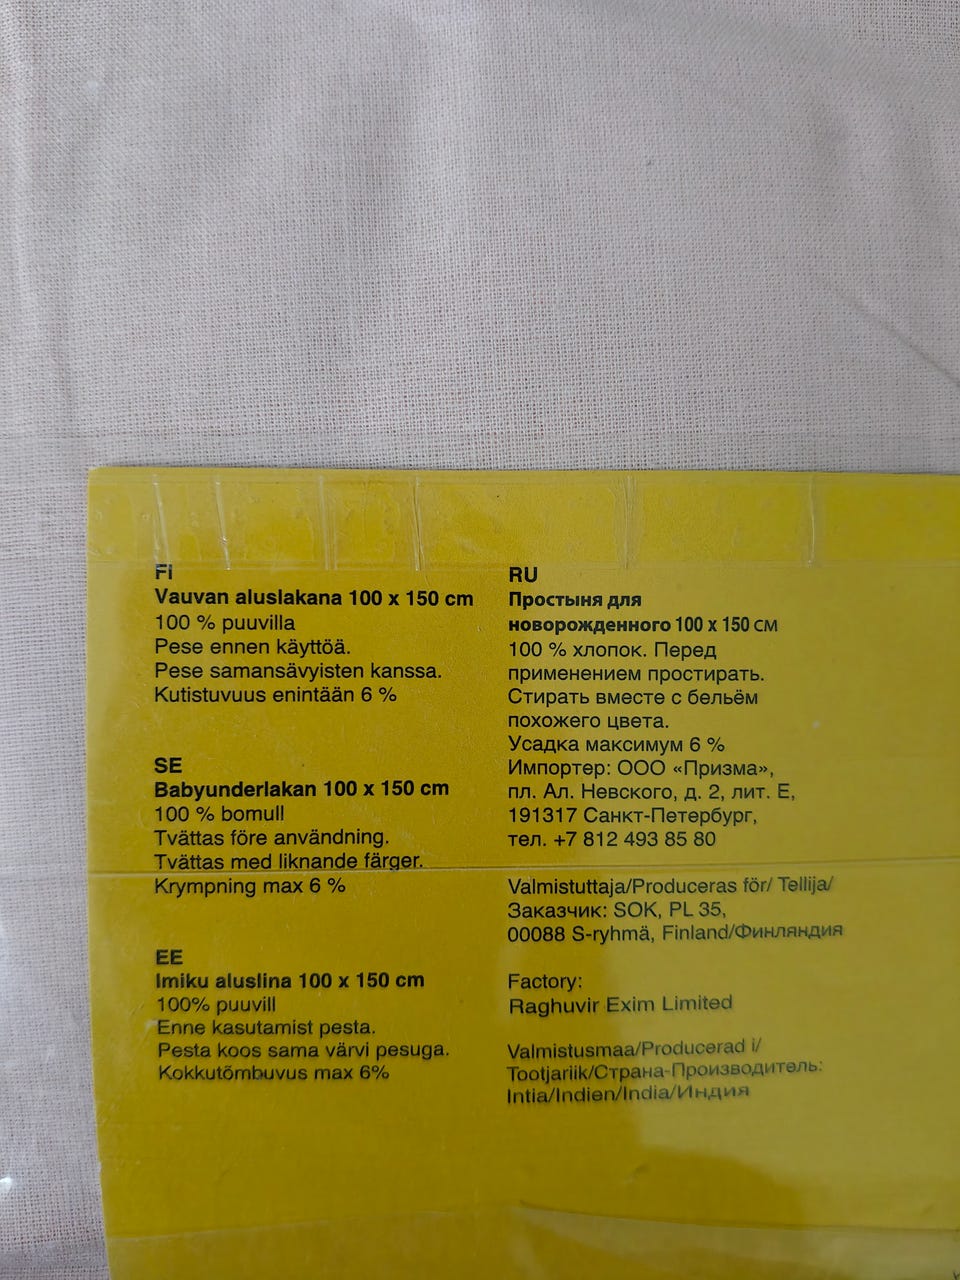 FI
Vauvan aluslakana 100 x 150 cm
100 % puuvilla
Pese ennen käyttöä.
Pese samansävyisten kanssa.
Kutistuvuus enintään 6 %
SE
Babyunderlakan 100 x 150 cm
100 % bomull
Tvättas före användning.
Tvättas med liknande färger.
Krympning max 6 %
EE
Imiku aluslina 100 x 150 cm
100% puuvill
Enne kasutamist pesta.
Pesta koos sama värvi pesuga.
Kokkutõmbuvus max 6%
RU
Простыня для
новорожденного 100 x 150 см
100 % хлопок. Перед
применением простирать.
Стирать вместе с бельём
похожего цвета.
Усадка максимум 6 %
Импортер: ООО «Призма»,
пл. Ал. Невского, д. 2, лит. Е,
191317 Санкт-Петербург,
тел. +7 812 493 85 80
Valmistuttaja/Produceras för/ Tellija/
Заказчик: SOK, PL 35,
00088 S-ryhmä, Finland/Финляндия
Factory:
Raghuvir Exim Limited
Valmistusmaa/Producerad i/
Tootjariik/Страна-Производитель:
Intia/Indien/India/Индия